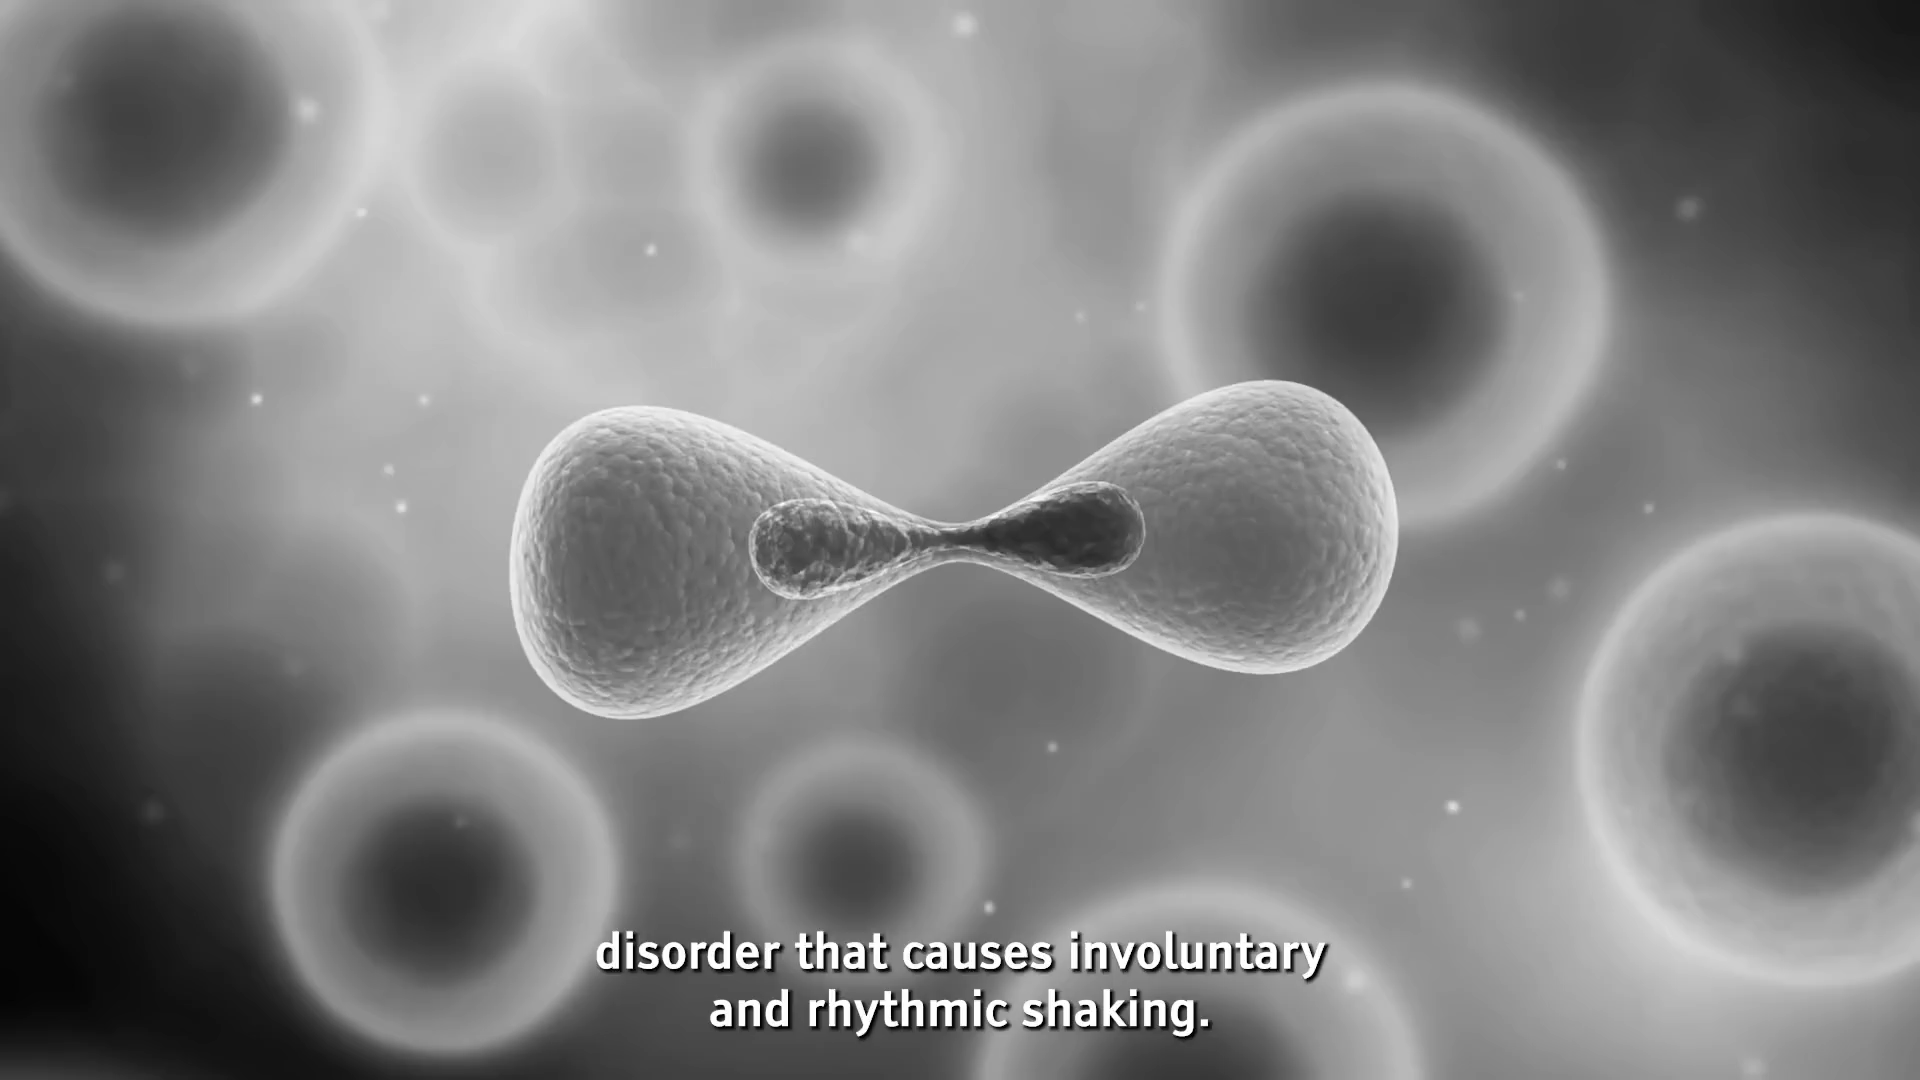 disorder that causes involuntary
and rhythmic shaking.